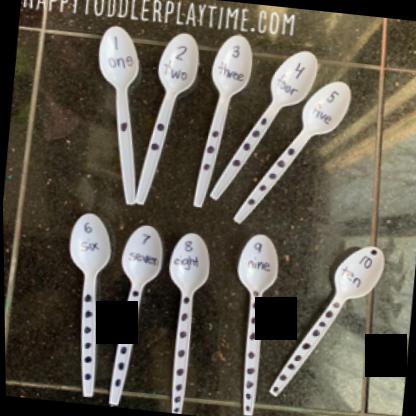 HAPPYTODDLERPLAYTIME.COM
1
one
2
two
3
three
4
four
5
five
6
six
7
seven
8
eight
9
nine
10
ten